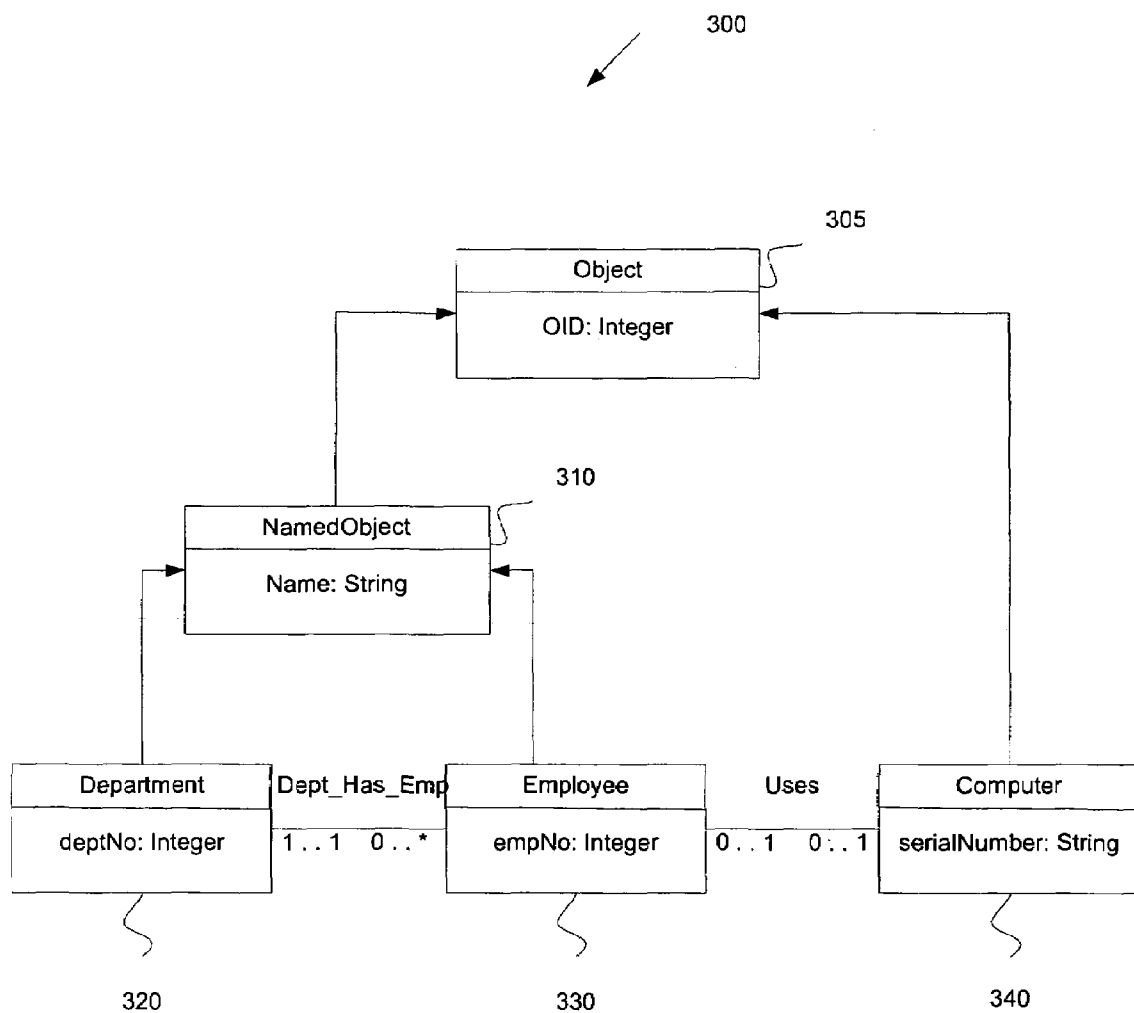 300
305
Object
OID: Integer
310
NamedObject
Name: String
Department
Dept_Has_Emp
Employee
Uses
Computer
deptNo: Integer
1..1 0..*
empNo: Integer
0..1 0..1
serialNumber: String
320
330
340